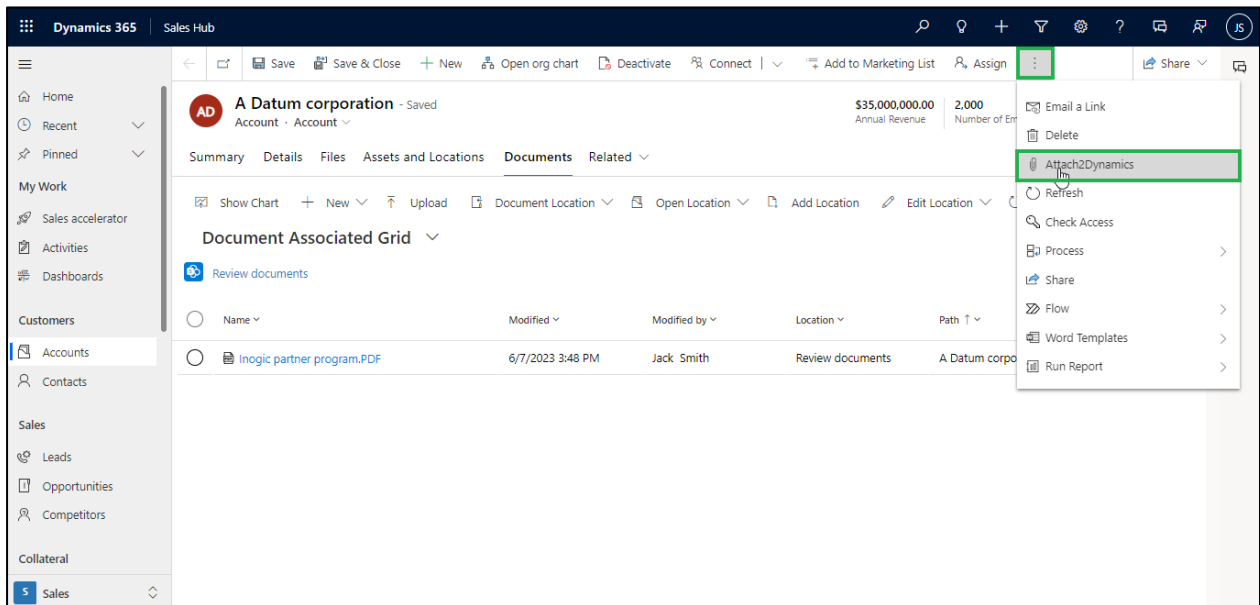 Dynamics 365 Sales Hub JS
Save Save & Close New Open org chart Deactivate Connect Add to Marketing List Assign Share
Home
Recent
Pinned
My Work
Sales accelerator
Activities
Dashboards
Customers
Accounts
Contacts
Sales
Leads
Opportunities
Competitors
Collateral
S Sales
AD
A Datum corporation - Saved
Account · Account
$35,000,000.00
Annual Revenue
2,000
Number of Em
Summary Details Files Assets and Locations Documents Related
Show Chart New Upload Document Location Open Location Add Location Edit Location
Document Associated Grid
Review documents
Name Modified Modified by Location Path ↑
Inogic partner program.PDF 6/7/2023 3:48 PM Jack Smith Review documents A Datum corpo
Email a Link
Delete
Attach2Dynamics
Refresh
Check Access
Process
Share
Flow
Word Templates
Run Report